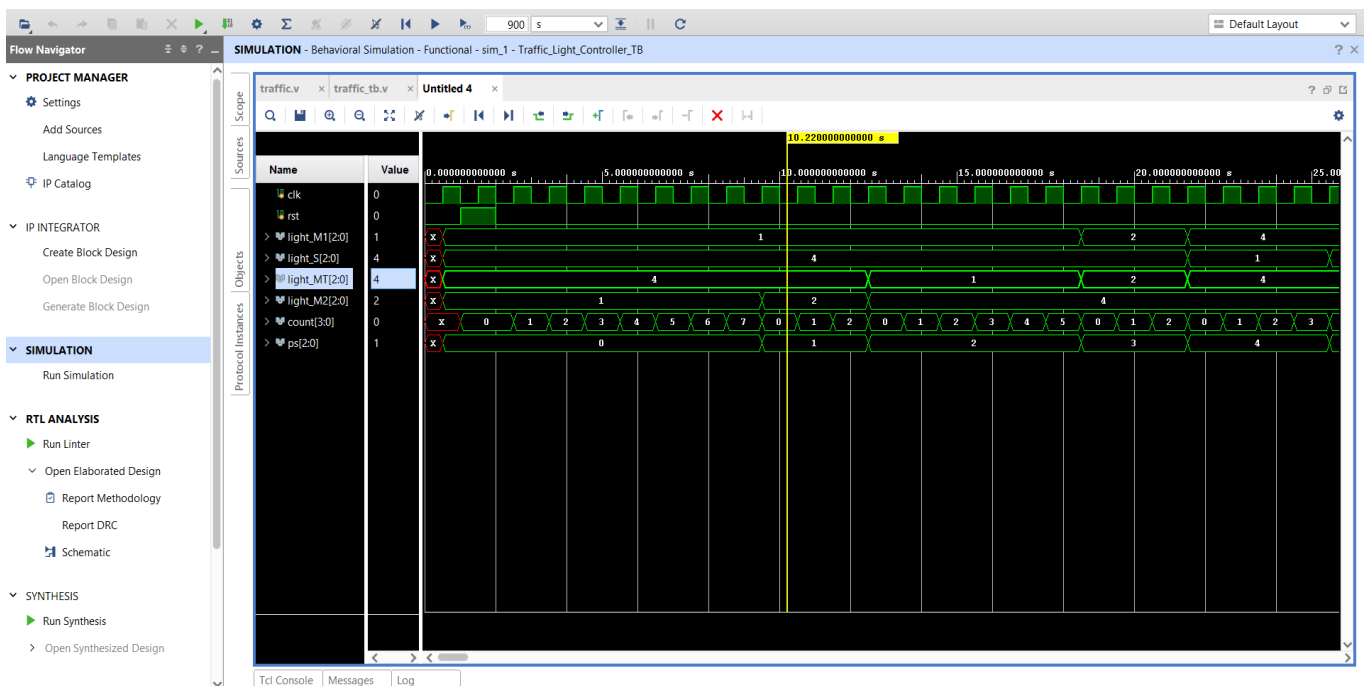 900 s
Default Layout
Flow Navigator
SIMULATION - Behavioral Simulation - Functional - sim_1 - Traffic_Light_Controller_TB
PROJECT MANAGER
Settings
Add Sources
Language Templates
IP Catalog
IP INTEGRATOR
Create Block Design
Open Block Design
Generate Block Design
SIMULATION
Run Simulation
RTL ANALYSIS
Run Linter
Open Elaborated Design
Report Methodology
Report DRC
Schematic
SYNTHESIS
Run Synthesis
Open Synthesized Design
Scope
Sources
Objects
Protocol Instances
traffic.v × traffic_tb.v × Untitled 4 ×
10.220000000000 s
Name Value 0.000000000000 s 5.000000000000 s 10.000000000000 s 15.000000000000 s 20.000000000000 s 25.00
clk 0
rst 0
light_M1[2:0] 1 X 1 2 4
light_S[2:0] 4 X 4 1
light_MT[2:0] 4 X 4 1 2 4
light_M2[2:0] 2 X 1 2 4
count[3:0] 0 X 0 1 2 3 4 5 6 7 0 1 2 0 1 2 3 4 5 0 1 2 0 1 2 3
ps[2:0] 1 X 0 1 2 3 4
Tcl Console Messages Log